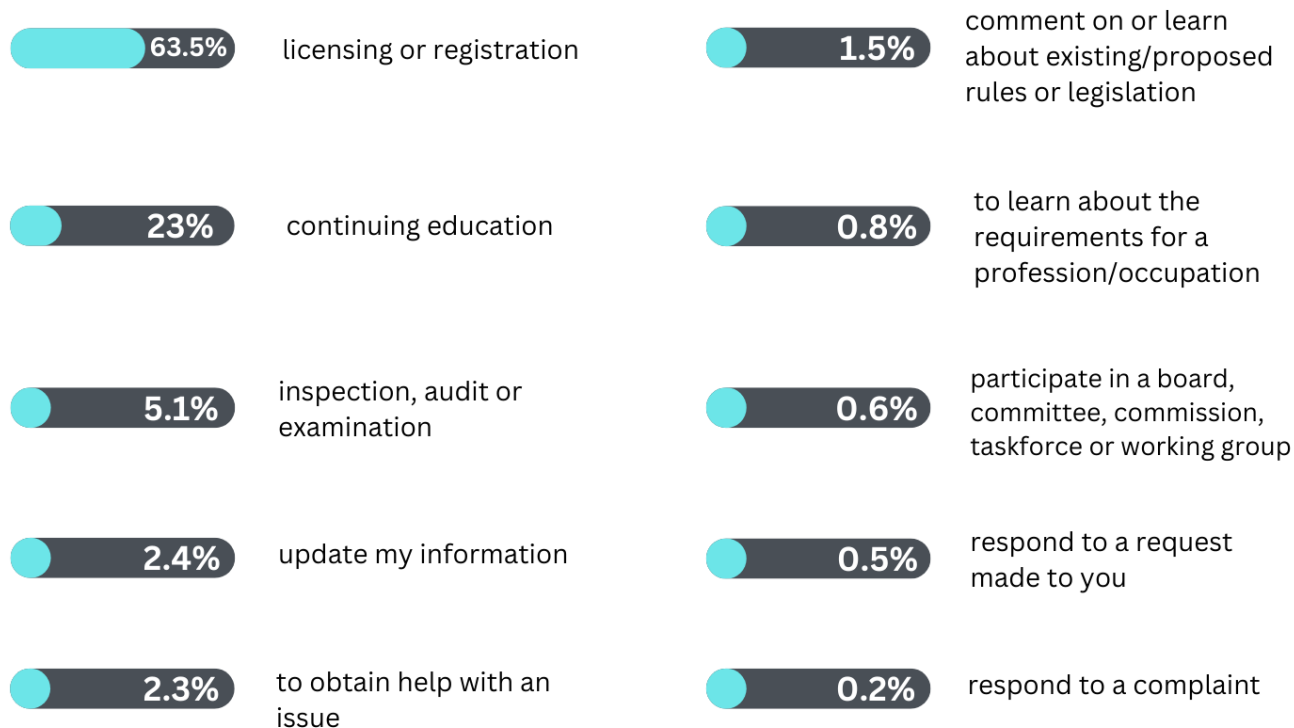 63.5%
licensing or registration
23%
continuing education
5.1%
inspection, audit or
examination
2.4%
update my information
2.3%
to obtain help with an
issue
1.5%
comment on or learn
about existing/proposed
rules or legislation
0.8%
to learn about the
requirements for a
profession/occupation
0.6%
participate in a board,
committee, commission,
taskforce or working group
0.5%
respond to a request
made to you
0.2%
respond to a complaint